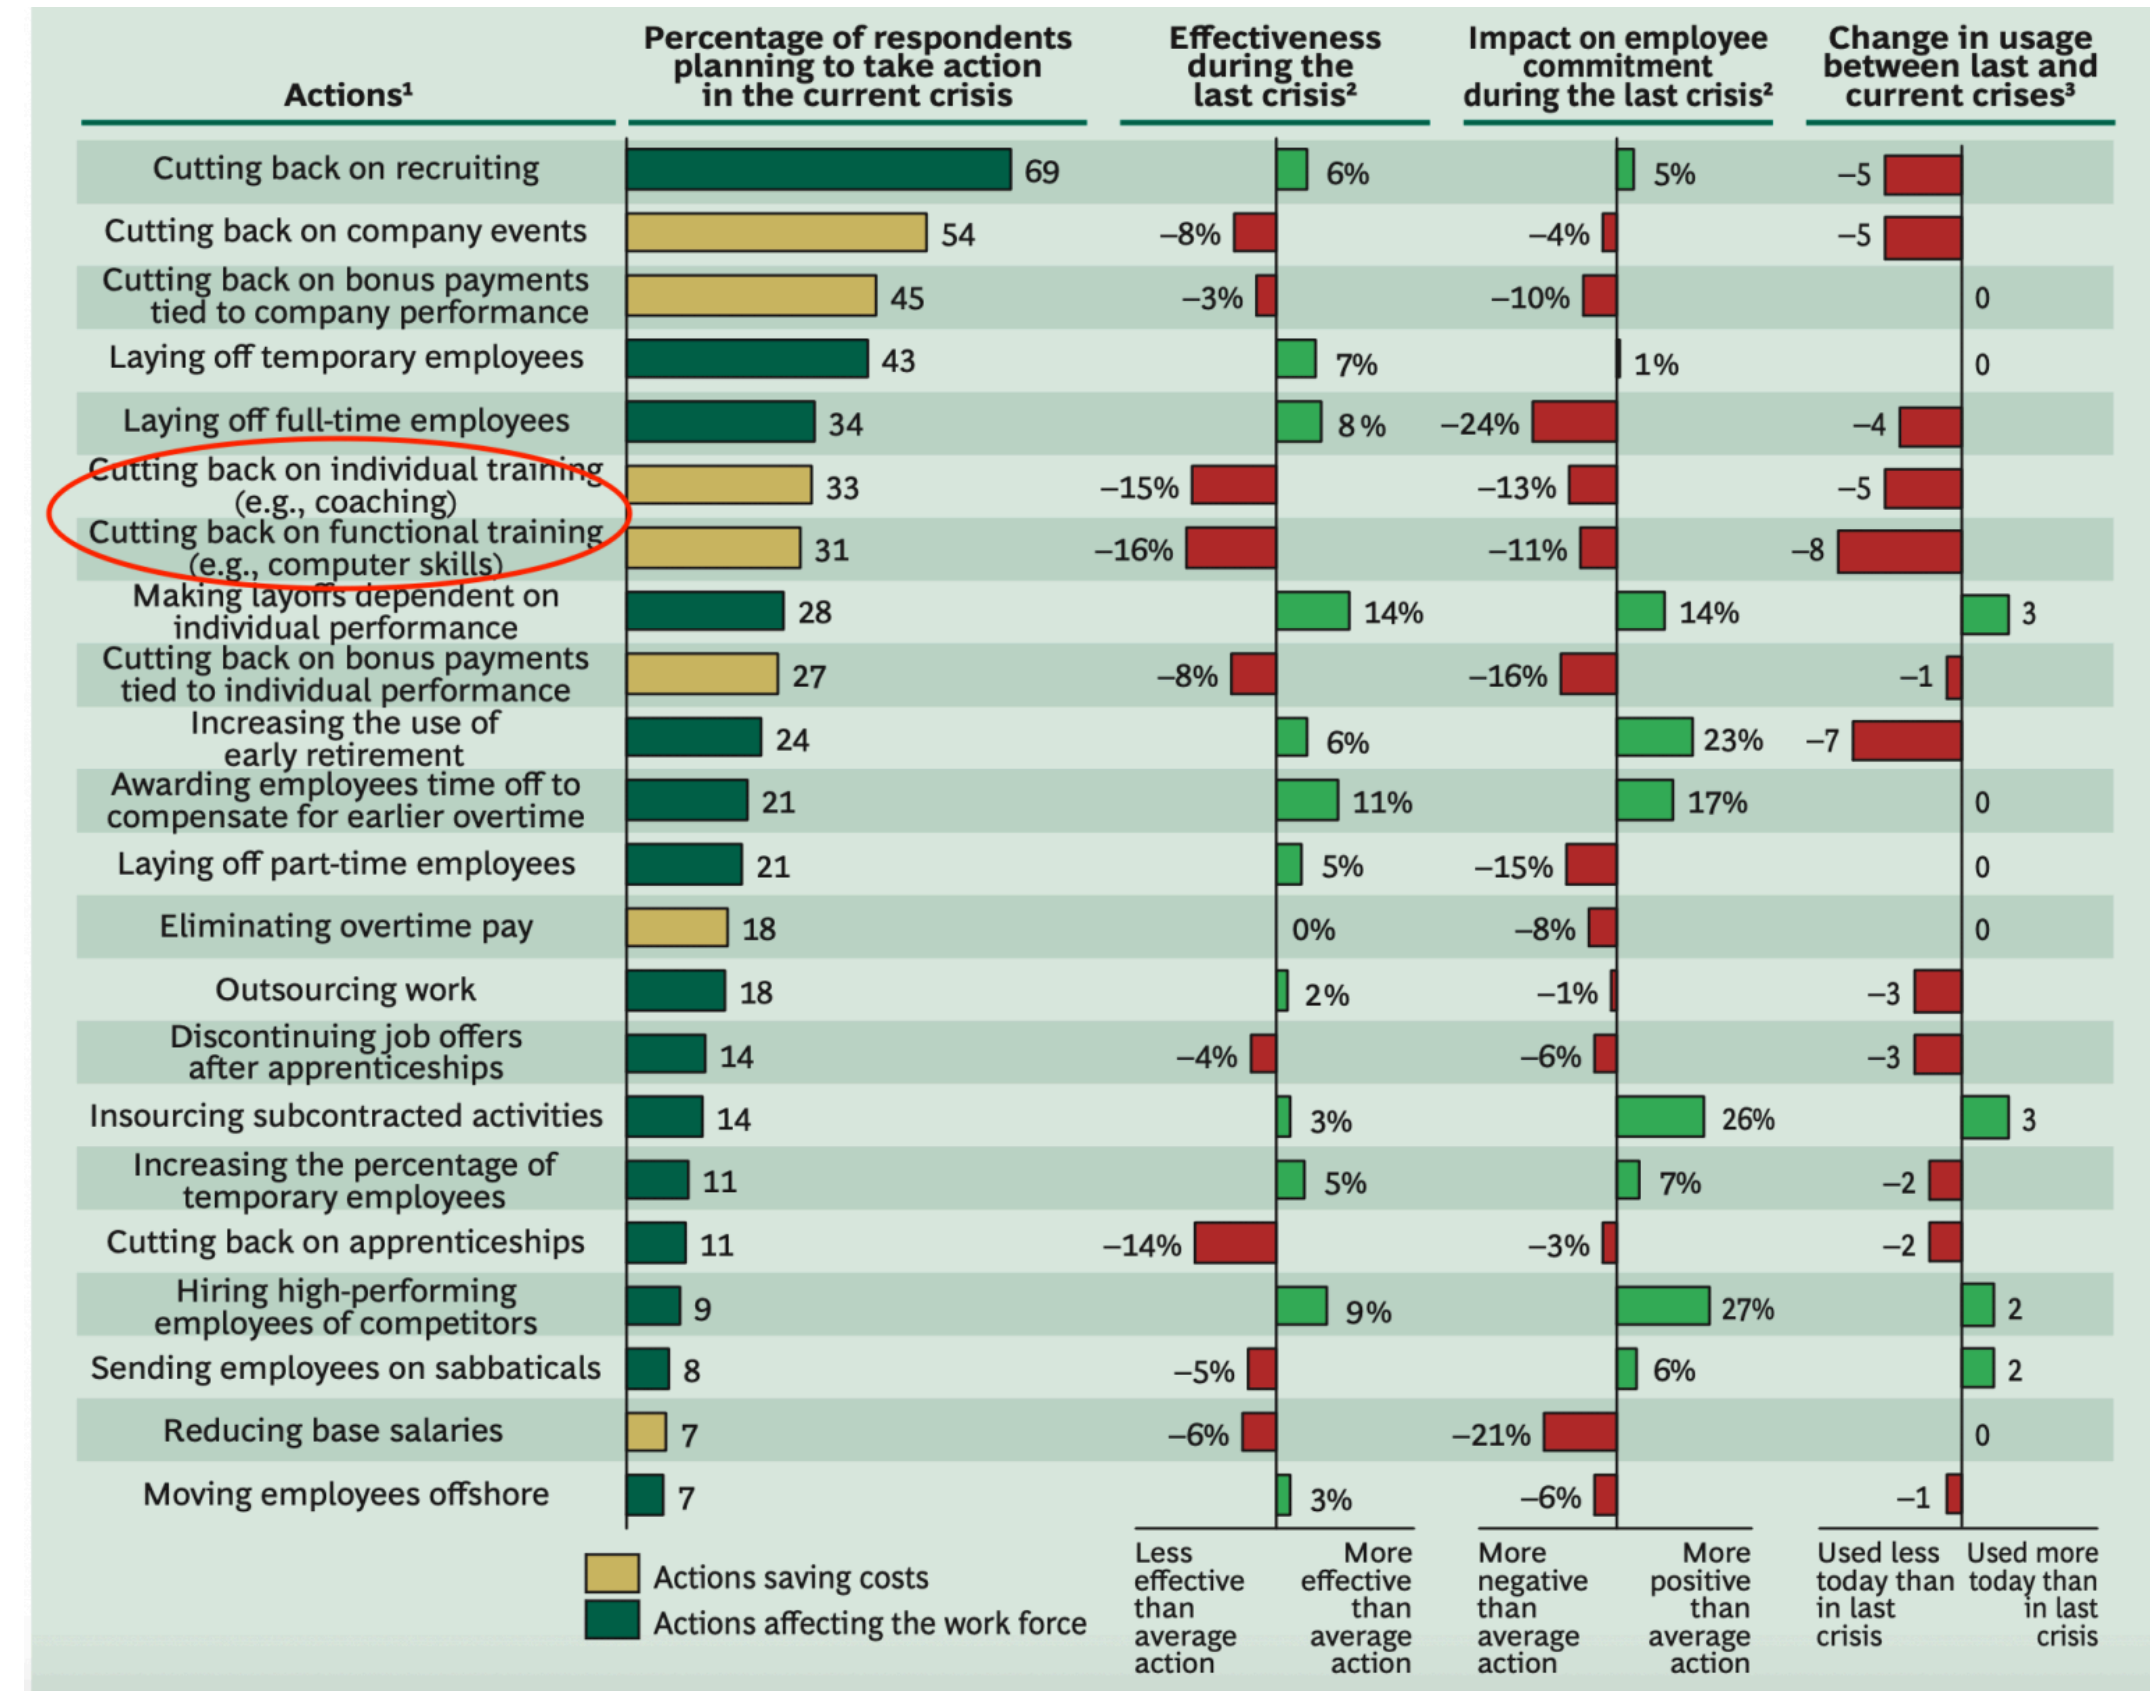 Actions¹
Percentage of respondents
planning to take action
in the current crisis
Effectiveness
during the
last crisis²
Impact on employee
commitment
during the last crisis²
Change in usage
between last and
current crises³
Cutting back on recruiting 69 6% 5% –5
Cutting back on company events 54 –8% –4% –5
Cutting back on bonus payments
tied to company performance 45 –3% –10% 0
Laying off temporary employees 43 7% 1% 0
Laying off full-time employees 34 8% –24% –4
Cutting back on individual training
(e.g., coaching) 33 –15% –13% –5
Cutting back on functional training
(e.g., computer skills) 31 –16% –11% –8
Making layoffs dependent on
individual performance 28 14% 14% 3
Cutting back on bonus payments
tied to individual performance 27 –8% –16% –1
Increasing the use of
early retirement 24 6% 23% –7
Awarding employees time off to
compensate for earlier overtime 21 11% 17% 0
Laying off part-time employees 21 5% –15% 0
Eliminating overtime pay 18 0% –8% 0
Outsourcing work 18 2% –1% –3
Discontinuing job offers
after apprenticeships 14 –4% –6% –3
Insourcing subcontracted activities 14 3% 26% 3
Increasing the percentage of
temporary employees 11 5% 7% –2
Cutting back on apprenticeships 11 –14% –3% –2
Hiring high-performing
employees of competitors 9 9% 27% 2
Sending employees on sabbaticals 8 –5% 6% 2
Reducing base salaries 7 –6% –21% 0
Moving employees offshore 7 3% –6% –1
Actions saving costs
Actions affecting the work force
Less
effective
than
average
action
More
effective
than
average
action
More
negative
than
average
action
More
positive
than
average
action
Used less
today than
in last
crisis
Used more
today than
in last
crisis